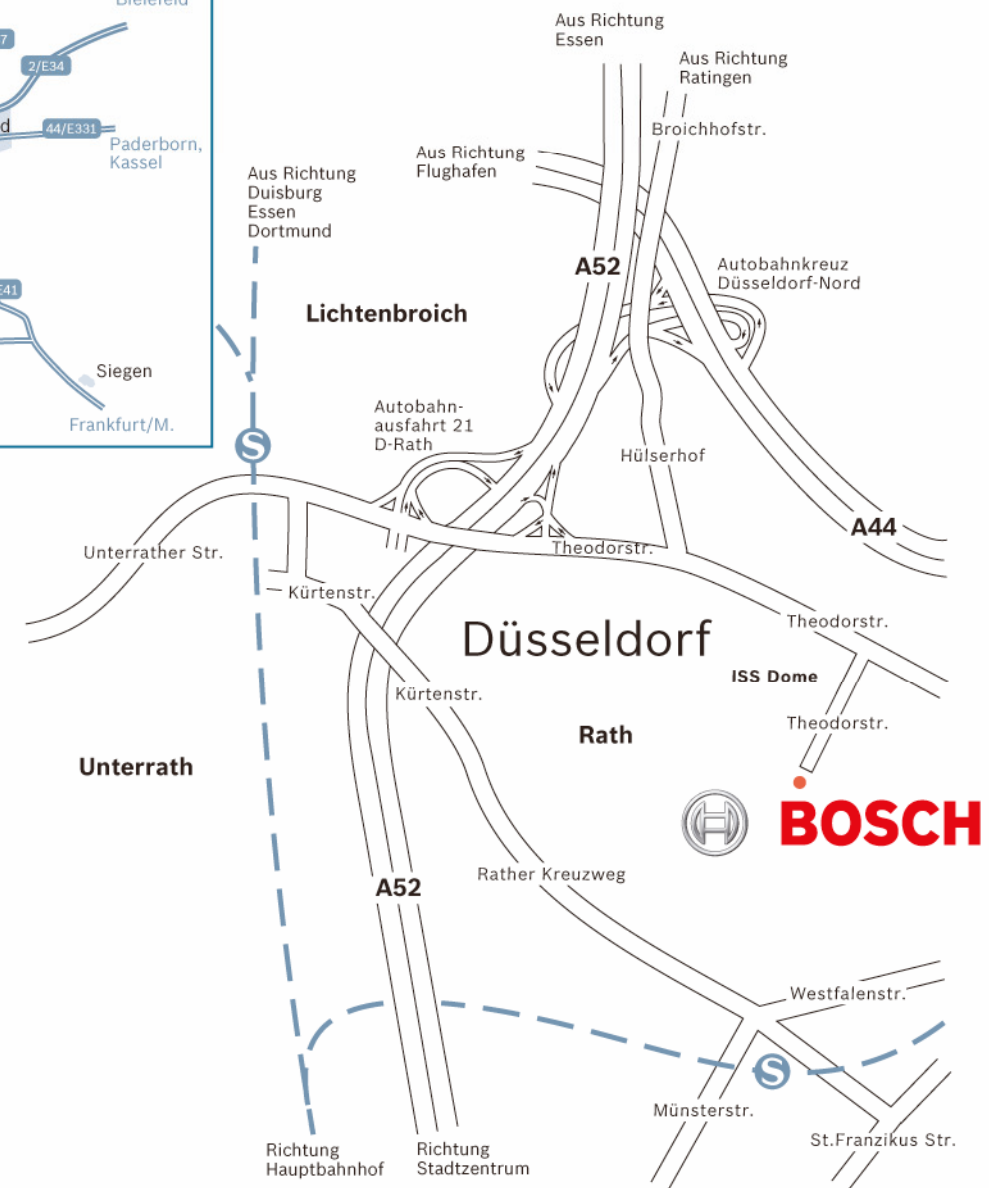 Bielefeld
7
2/E34
d
44/E331
Paderborn,
Kassel
E41
Siegen
Frankfurt/M.
Aus Richtung
Essen
Aus Richtung
Ratingen
Broichhofstr.
Aus Richtung
Flughafen
Aus Richtung
Duisburg
Essen
Dortmund
A52
Autobahnkreuz
Düsseldorf-Nord
Lichtenbroich
Autobahn-
ausfahrt 21
D-Rath
S
Hülserhof
A44
Unterrather Str.
Theodorstr.
Kürtenstr.
Theodorstr.
Düsseldorf
ISS Dome
Kürtenstr.
Theodorstr.
Rath
Unterrath
BOSCH
Rather Kreuzweg
A52
Westfalenstr.
S
Münsterstr.
St.Franzikus Str.
Richtung
Hauptbahnhof
Richtung
Stadtzentrum